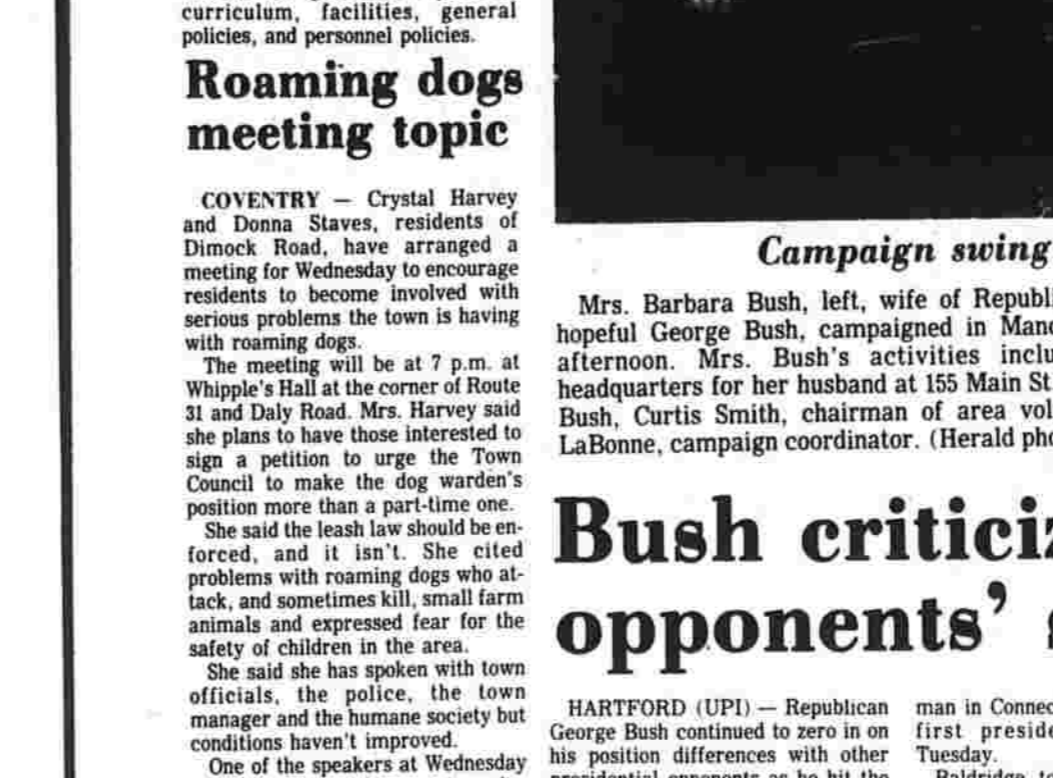 curriculum, facilities, general
policies, and personnel policies.
Roaming dogs
meeting topic
COVENTRY — Crystal Harvey
and Donna Staves, residents of
Dimock Road, have arranged a
meeting for Wednesday to encourage
residents to become involved with
serious problems the town is having
with roaming dogs.
The meeting will be at 7 p.m. at
Whipple's Hall at the corner of Route
31 and Daly Road. Mrs. Harvey said
she plans to have those interested to
sign a petition to urge the Town
Council to make the dog warden's
position more than a part-time one.
She said the leash law should be en-
forced, and it isn't. She cited
problems with roaming dogs who at-
tack, and sometimes kill, small farm
animals and expressed fear for the
safety of children in the area.
She said she has spoken with town
officials, the police, the town
manager and the humane society but
conditions haven't improved.
One of the speakers at Wednesday
Campaign swing
Mrs. Barbara Bush, left, wife of Republi
hopeful George Bush, campaigned in Manc
afternoon. Mrs. Bush's activities inclu
headquarters for her husband at 155 Main St
Bush, Curtis Smith, chairman of area vol
LaBonne, campaign coordinator. (Herald pho
Bush criticiz
opponents'
HARTFORD (UPI) — Republican
George Bush continued to zero in on
his position differences with other
presidential opponents as he hit the
man in Connec
first preside
Tuesday.